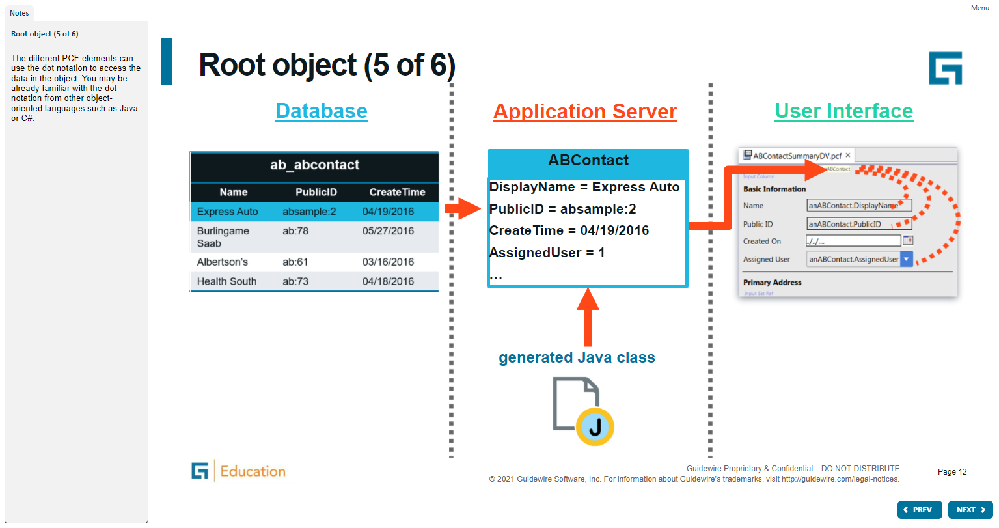 Notes
Menu
Root object (5 of 6)
The different PCF elements can
use the dot notation to access the
data in the object. You may be
already familiar with the dot
notation from other object-
oriented languages such as Java
or C#.
Root object (5 of 6)
Database
ab_abcontact
Name PublicID CreateTime
Express Auto absample:2 04/19/2016
Burlingame
Saab ab:78 05/27/2016
Albertson's ab:61 03/16/2016
Health South ab:73 04/18/2016
Application Server
ABContact
DisplayName = Express Auto
PublicID = absample:2
CreateTime = 04/19/2016
AssignedUser = 1
...
generated Java class
J
User Interface
ABContactSummaryDV.pcf ×
ABContact
Input Column
Basic Information
Name anABContact.DisplayName
Public ID anABContact.PublicID
Created On ../../....
Assigned User anABContact.AssignedUser
Primary Address
Input Set Ref
Education
Guidewire Proprietary & Confidential – DO NOT DISTRIBUTE
© 2021 Guidewire Software, Inc. For information about Guidewire's trademarks, visit http://guidewire.com/legal-notices.
Page 12
PREV
NEXT